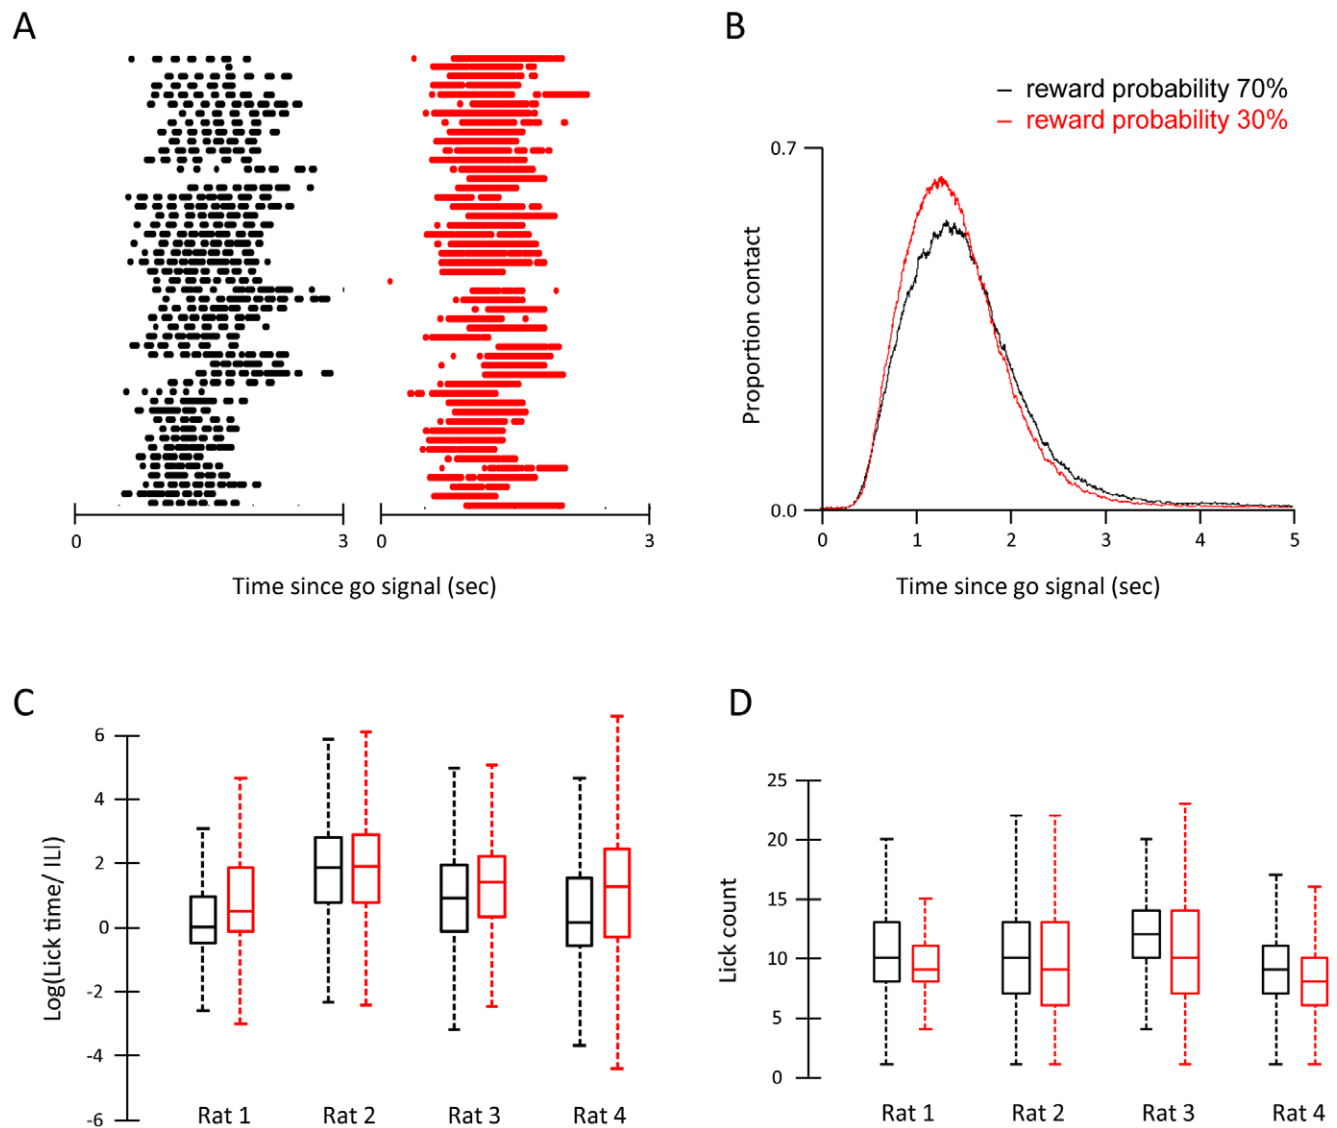 A
0
3
0
3
Time since go signal (sec)
B
– reward probability 70%
– reward probability 30%
0.7
0.0
Proportion contact
0
1
2
3
4
5
Time since go signal (sec)
C
6
4
2
0
-2
-4
-6
Log(Lick time/ ILI)
Rat 1
Rat 2
Rat 3
Rat 4
D
25
20
15
10
5
0
Lick count
Rat 1
Rat 2
Rat 3
Rat 4